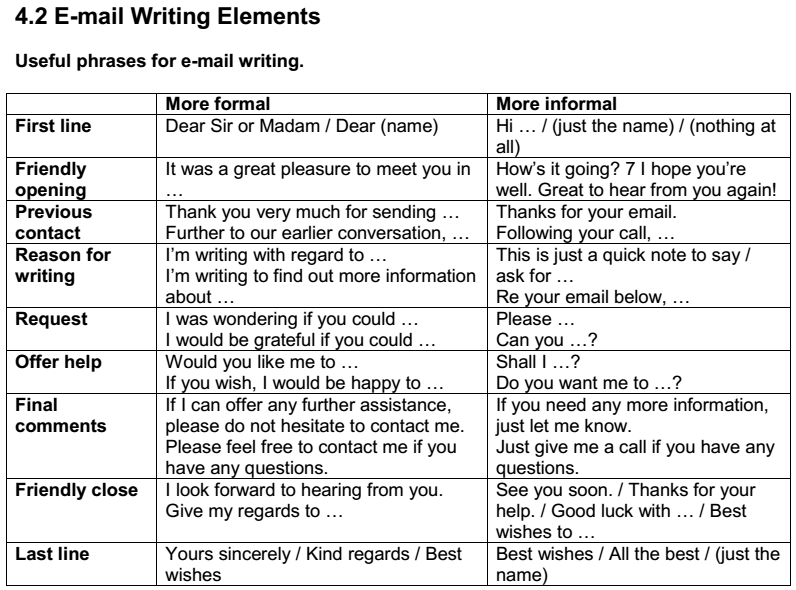 4.2 E-mail Writing Elements
Useful phrases for e-mail writing.
More formal
More informal
First line
Dear Sir or Madam / Dear (name)
Hi … / (just the name) / (nothing at
all)
Friendly
opening
It was a great pleasure to meet you in
…
How's it going? 7 I hope you're
well. Great to hear from you again!
Previous
contact
Thank you very much for sending …
Further to our earlier conversation, …
Thanks for your email.
Following your call, …
Reason for
writing
I'm writing with regard to …
I'm writing to find out more information
about …
This is just a quick note to say /
ask for …
Re your email below, …
Request
I was wondering if you could …
I would be grateful if you could …
Please …
Can you …?
Offer help
Would you like me to …
If you wish, I would be happy to …
Shall I …?
Do you want me to …?
Final
comments
If I can offer any further assistance,
please do not hesitate to contact me.
Please feel free to contact me if you
have any questions.
If you need any more information,
just let me know.
Just give me a call if you have any
questions.
Friendly close
I look forward to hearing from you.
Give my regards to …
See you soon. / Thanks for your
help. / Good luck with … / Best
wishes to …
Last line
Yours sincerely / Kind regards / Best
wishes
Best wishes / All the best / (just the
name)